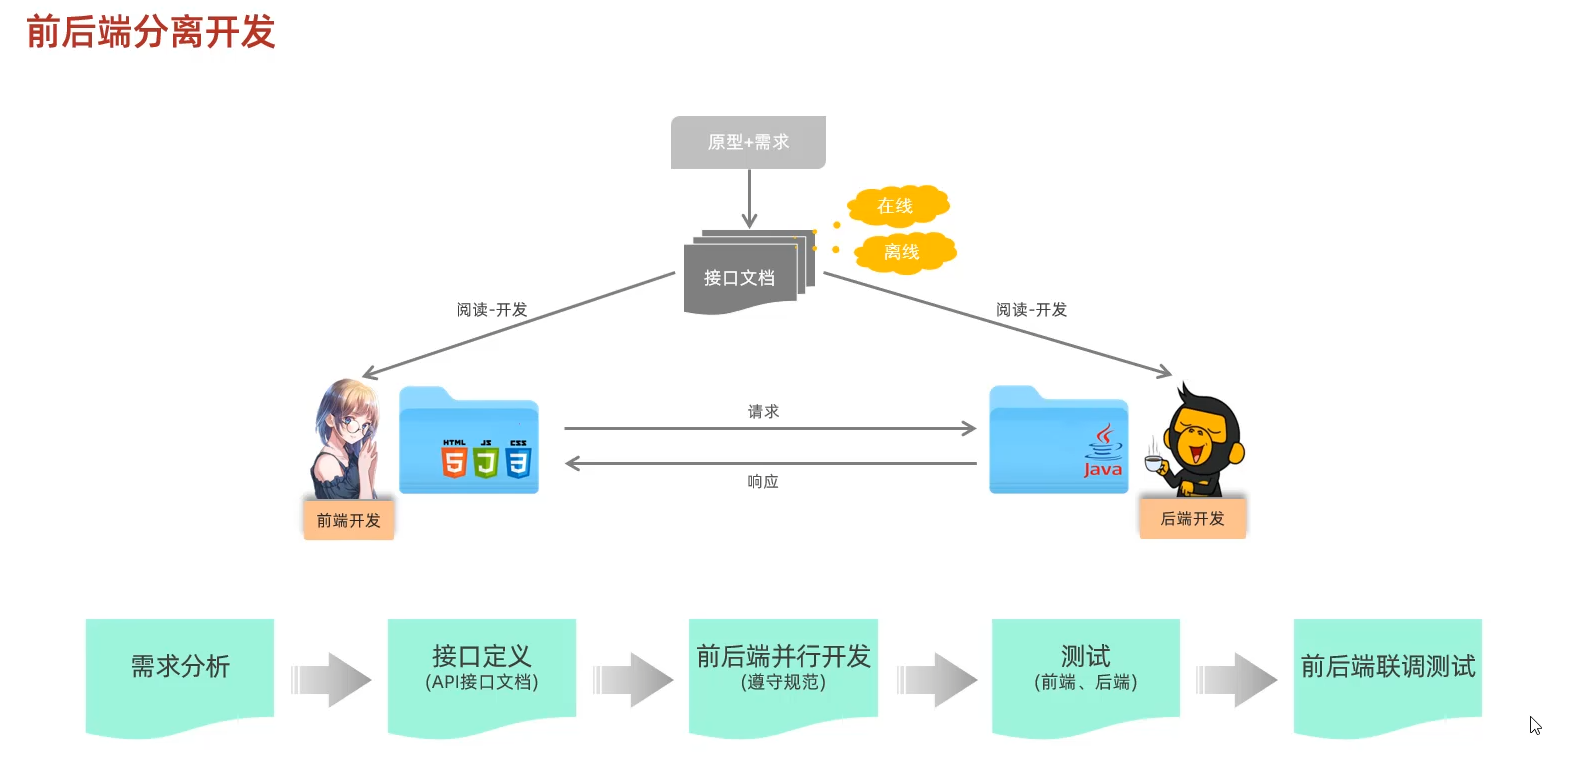 前后端分离开发
原型+需求
在线
离线
接口文档
阅读-开发
阅读-开发
请求
HTML
JS
CSS
Java
响应
前端开发
后端开发
需求分析
接口定义
(API接口文档)
前后端并行开发
(遵守规范)
测试
(前端、后端)
前后端联调测试